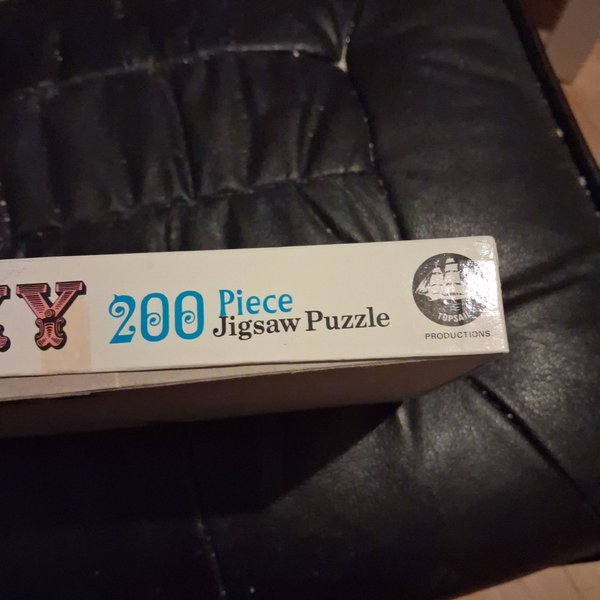 Y
200
Piece
Jigsaw Puzzle
TOPSAIL
PRODUCTIONS